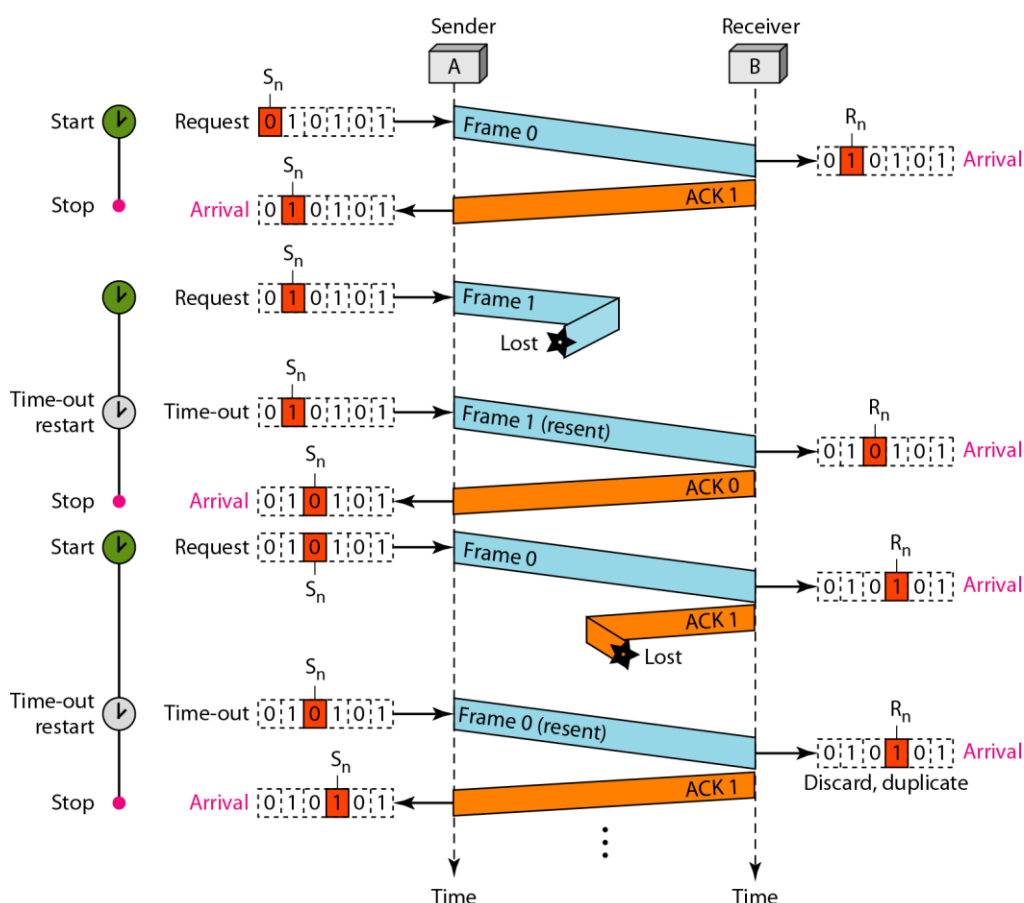 Sender Receiver
A B
Sn
Start Request 0 1 0 1 0 1 Frame 0
Rn
0 1 0 1 0 1 Arrival
Sn
Stop Arrival 0 1 0 1 0 1 ACK 1
Sn
Request 0 1 0 1 0 1 Frame 1
Lost
Sn
Time-out
restart
Time-out 0 1 0 1 0 1 Frame 1 (resent)
Rn
0 1 0 1 0 1 Arrival
Sn
Stop Arrival 0 1 0 1 0 1 ACK 0
Start Request 0 1 0 1 0 1 Frame 0
Sn
Rn
0 1 0 1 0 1 Arrival
ACK 1
Lost
Sn
Time-out
restart
Time-out 0 1 0 1 0 1 Frame 0 (resent)
Rn
0 1 0 1 0 1 Arrival
Discard, duplicate
Sn
Stop Arrival 0 1 0 1 0 1 ACK 1
Time Time